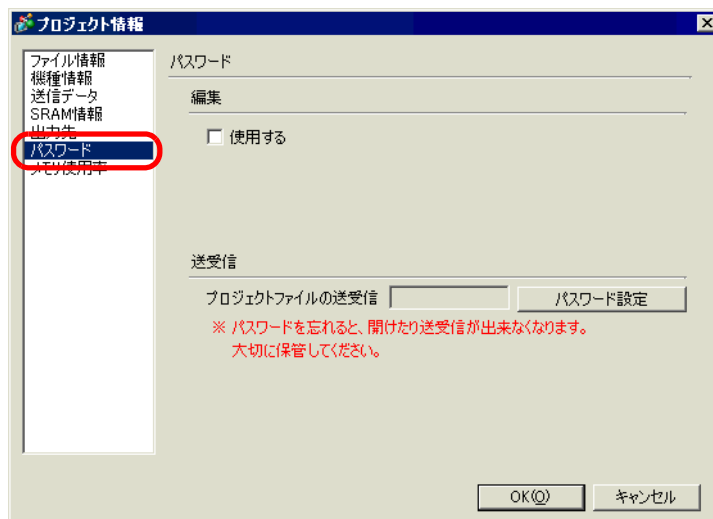 プロジェクト情報
ファイル情報
機種情報
送信データ
SRAM情報
出力先
パスワード
メモリ使用率
パスワード
編集
使用する
送受信
プロジェクトファイルの送受信
パスワード設定
※ パスワードを忘れると、開けたり送受信が出来なくなります。
大切に保管してください。
OK(O)
キャンセル